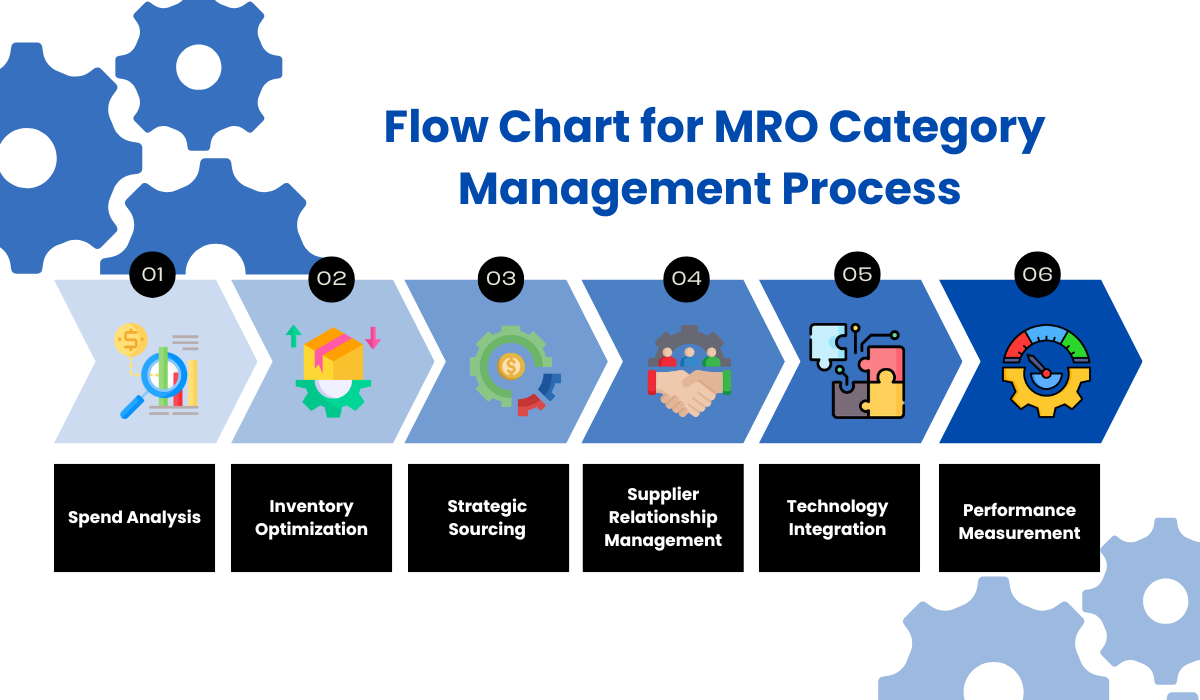 Flow Chart for MRO Category
Management Process
01
02
03
04
05
06
Spend Analysis
Inventory
Optimization
Strategic
Sourcing
Supplier
Relationship
Management
Technology
Integration
Performance
Measurement